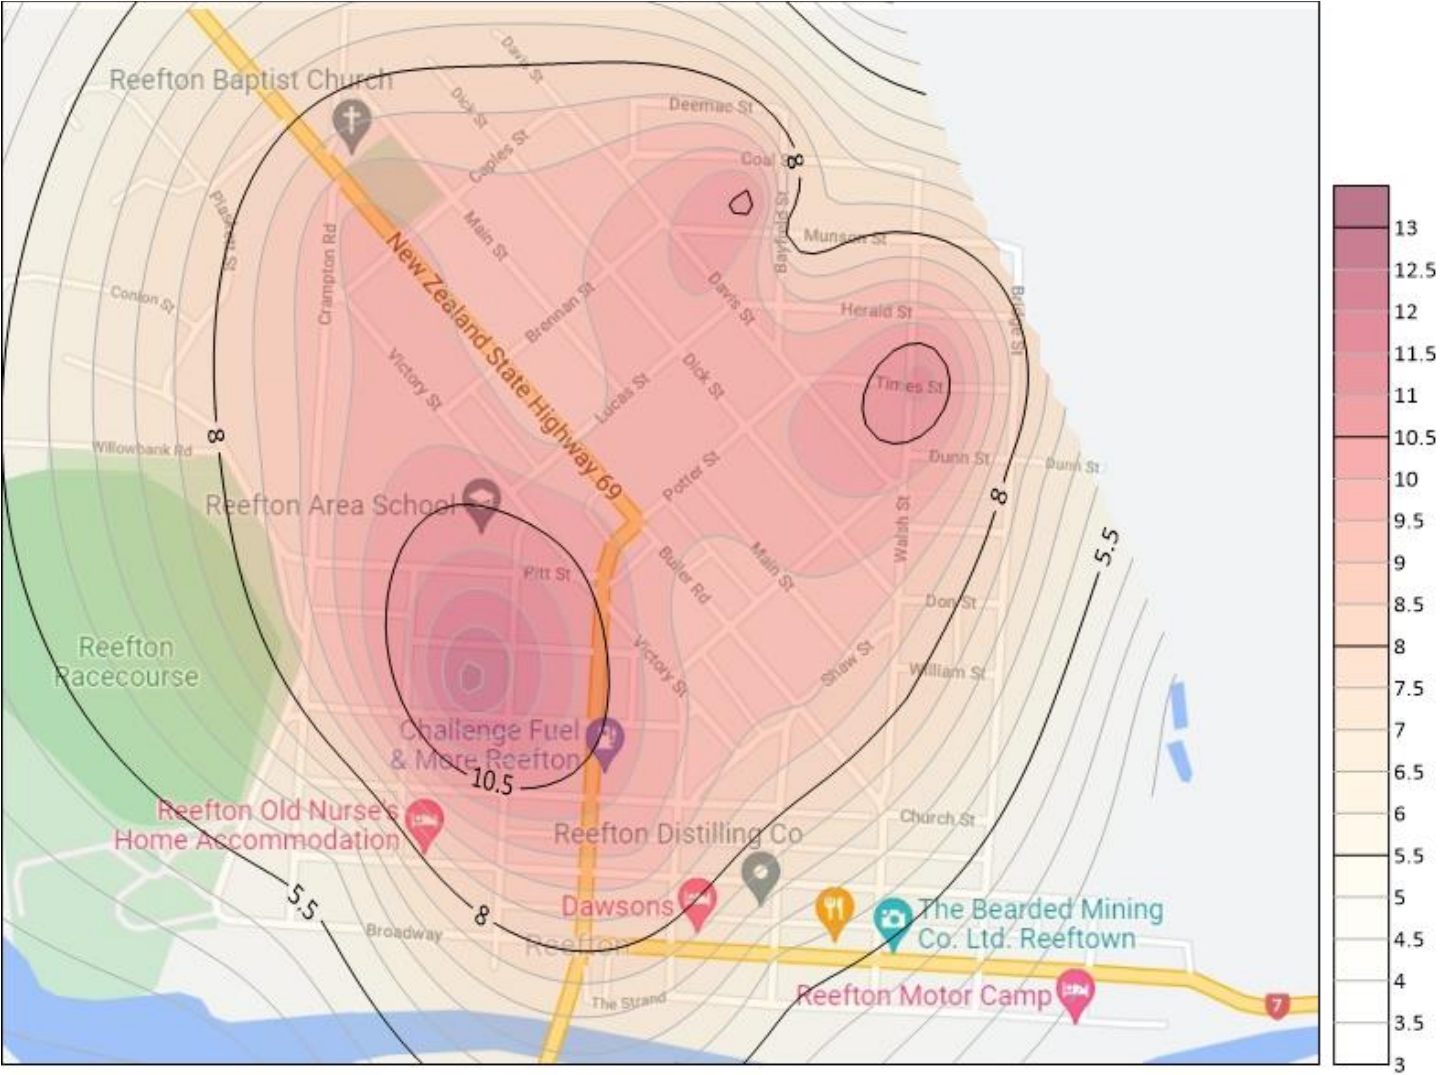 Davis St
Reefton Baptist Church
Dick St
Deemac St
Caples St
Coal
8
Main St
Bayfield St
Munson St
Crampton Rd
New Zealand State Highway 69
Conlon St
Brennan St
Davis St
Herald St
Bridge St
Victory St
Lucas St
Dick St
Times St
8
Willowbank Rd
Potter St
Dunn St
Dunn St
8
Reefton Area School
Walsh St
5.5
Pitt St
Buller Rd
Main St
Don St
Reefton
Racecourse
Victory St
Shaw St
William St
Challenge Fuel
& More Reefton
10.5
Reefton Old Nurse's
Home Accommodation
Reefton Distilling Co
Church St
5.5
8
Dawsons
The Bearded Mining
Co. Ltd. Reeftown
Broadway
Reefton
The Strand
Reefton Motor Camp
7
13
12.5
12
11.5
11
10.5
10
9.5
9
8.5
8
7.5
7
6.5
6
5.5
5
4.5
4
3.5
3